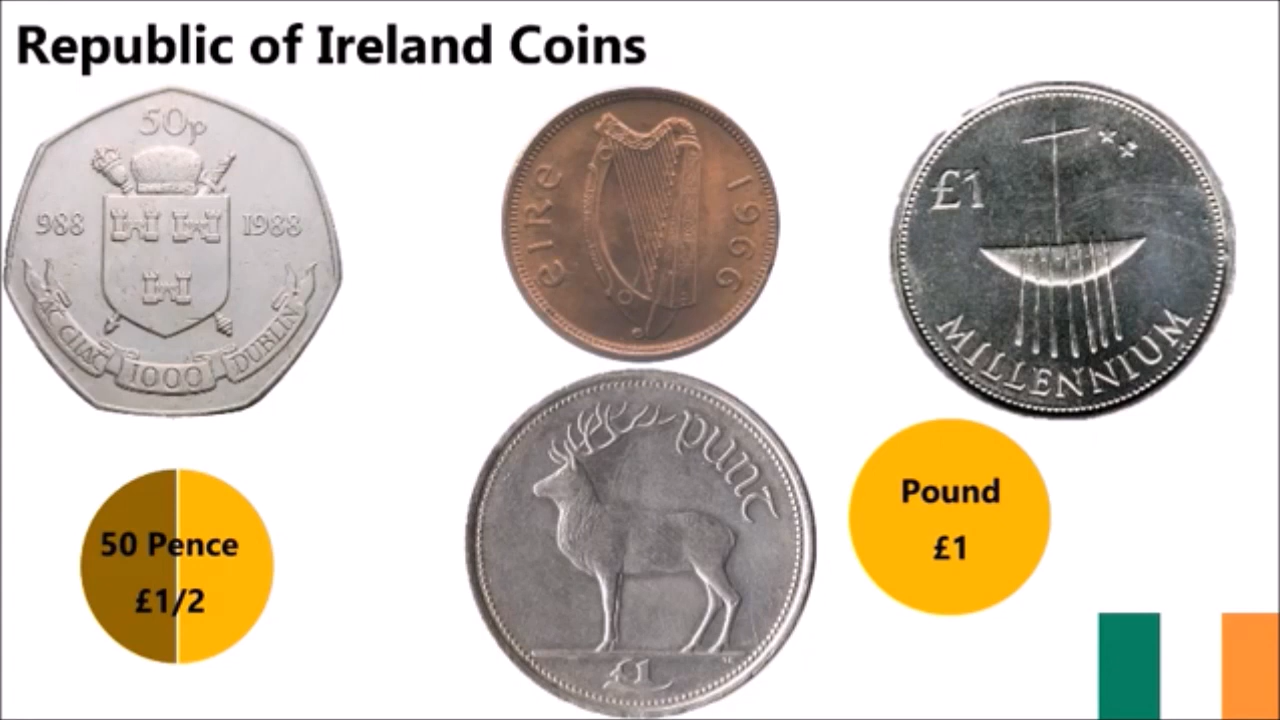 Republic of Ireland Coins
50p
988 1988
ÁC CLIAC 1000 DUBLIN
éire 1966
£1
MILLENNIUM
punt
£1
50 Pence
£1/2
Pound
£1